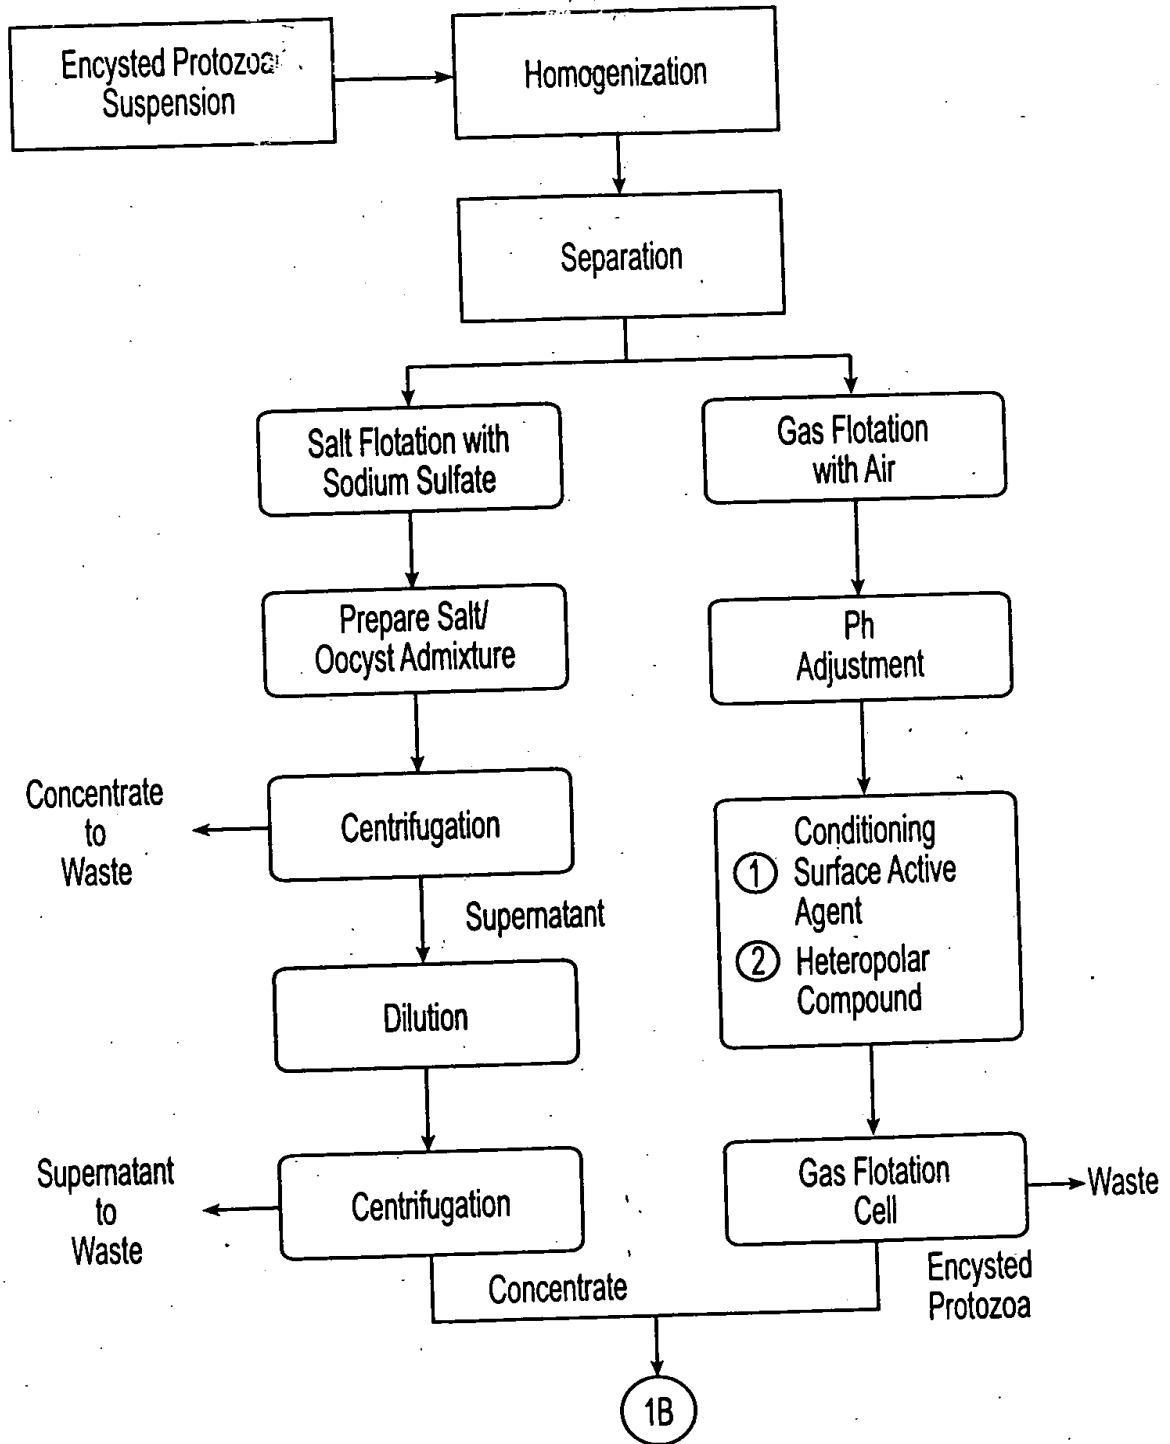 Encysted Protozoa
Suspension
Homogenization
Separation
Salt Flotation with
Sodium Sulfate
Gas Flotation
with Air
Prepare Salt/
Oocyst Admixture
Ph
Adjustment
Concentrate
to
Waste
Centrifugation
Supernatant
Conditioning
1 Surface Active
Agent
2 Heteropolar
Compound
Dilution
Supernatant
to
Waste
Centrifugation
Gas Flotation
Cell
Waste
Concentrate
Encysted
Protozoa
1B